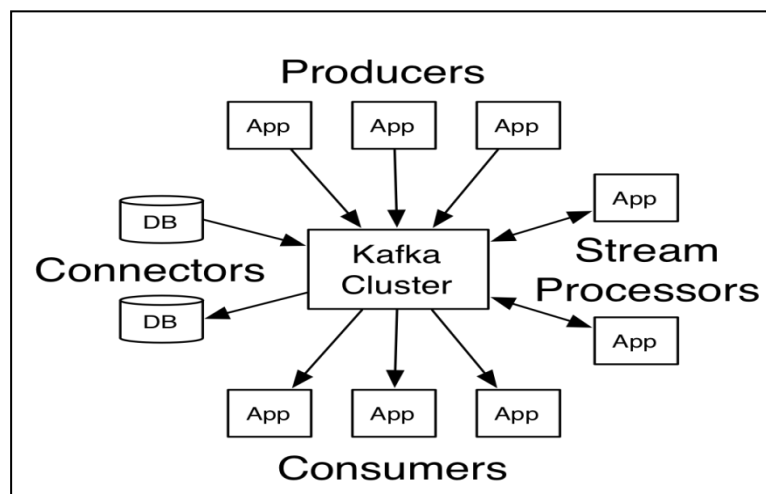 Producers
App
App
App
DB
Connectors
DB
Kafka
Cluster
App
Stream
Processors
App
App
App
App
Consumers